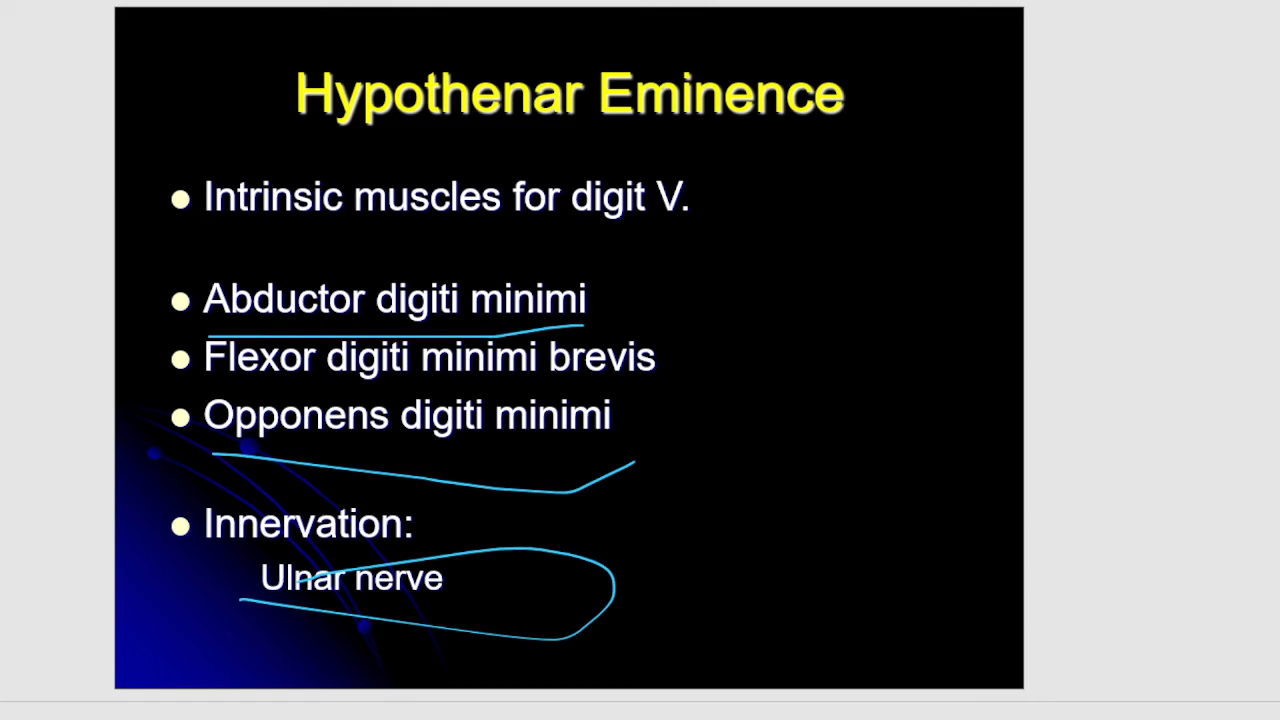 Hypothenar Eminence
Intrinsic muscles for digit V.
Abductor digiti minimi
Flexor digiti minimi brevis
Opponens digiti minimi
Innervation:
Ulnar nerve